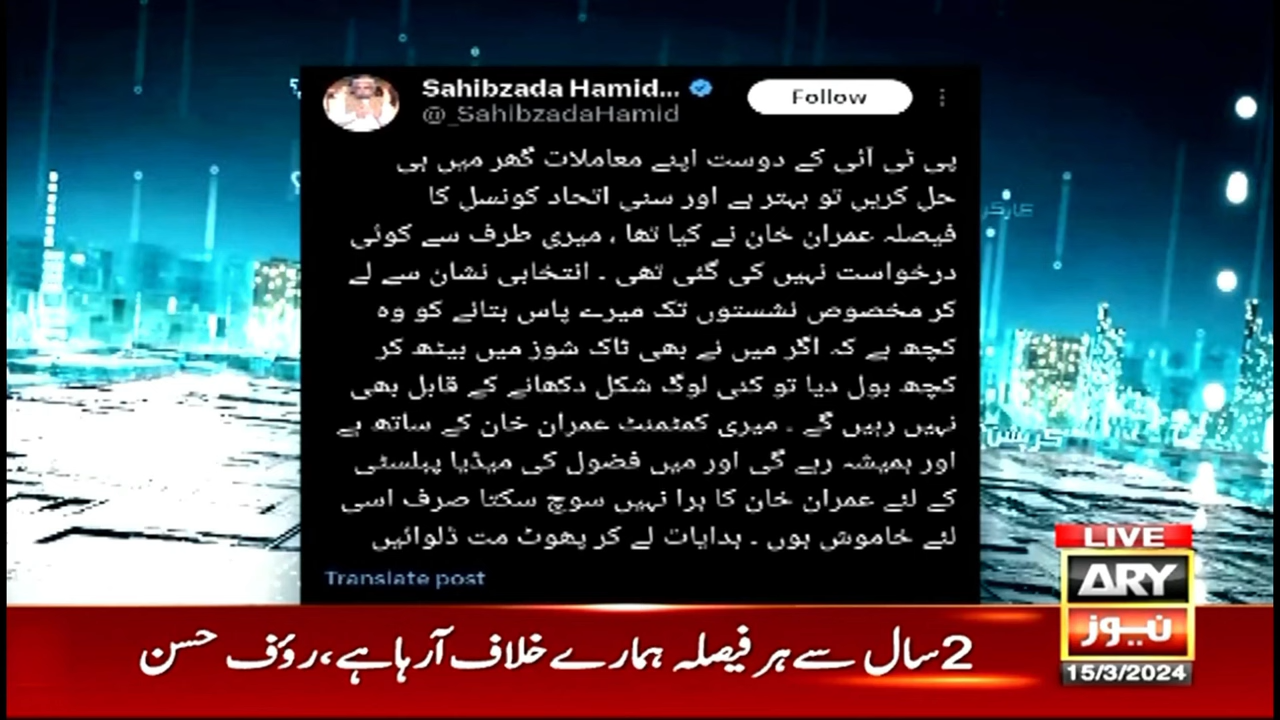 Sahibzada Hamid...
Follow
@_SahibzadaHamid
پی ٹی آئی کے دوست اپنے معاملات گھر میں ہی
حل کریں تو بہتر ہے اور سنی اتحاد کونسل کا
فیصلہ عمران خان نے کیا تھا ، میری طرف سے کوئی
درخواست نہیں کی گئی تھی ۔ انتخابی نشان سے لے
کر مخصوص نشستوں تک میرے پاس بتانے کو وہ
کچھ ہے کہ اگر میں نے بھی ٹاک شوز میں بیٹھ کر
کچھ بول دیا تو کئی لوگ شکل دکھانے کے قابل بھی
نہیں رہیں گے ۔ میری کمٹمنٹ عمران خان کے ساتھ ہے
اور ہمیشہ رہے گی اور میں فضول کی میڈیا پبلسٹی
کے لئے عمران خان کا برا نہیں سوچ سکتا صرف اسی
لئے خاموش ہوں ۔ ہدایات لے کر پھوٹ مت ڈلوائیں
Translate post
2 سال سے ہر فیصلہ ہمارے خلاف آرہا ہے، رؤف حسن
LIVE
ARY
نیوز
15/3/2024